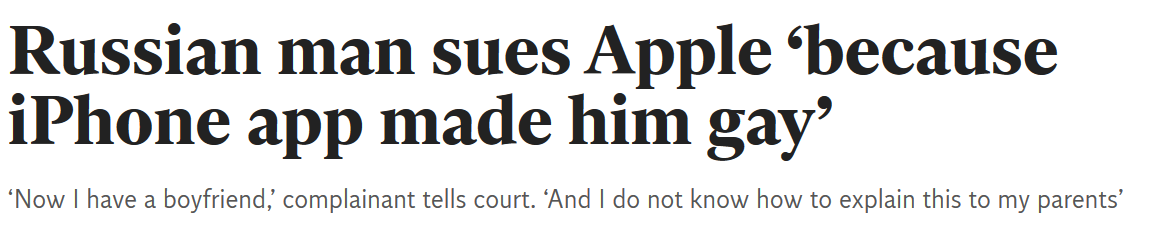 Russian man sues Apple ‘because
iPhone app made him gay’
‘Now I have a boyfriend,’ complainant tells court. ‘And I do not know how to explain this to my parents’